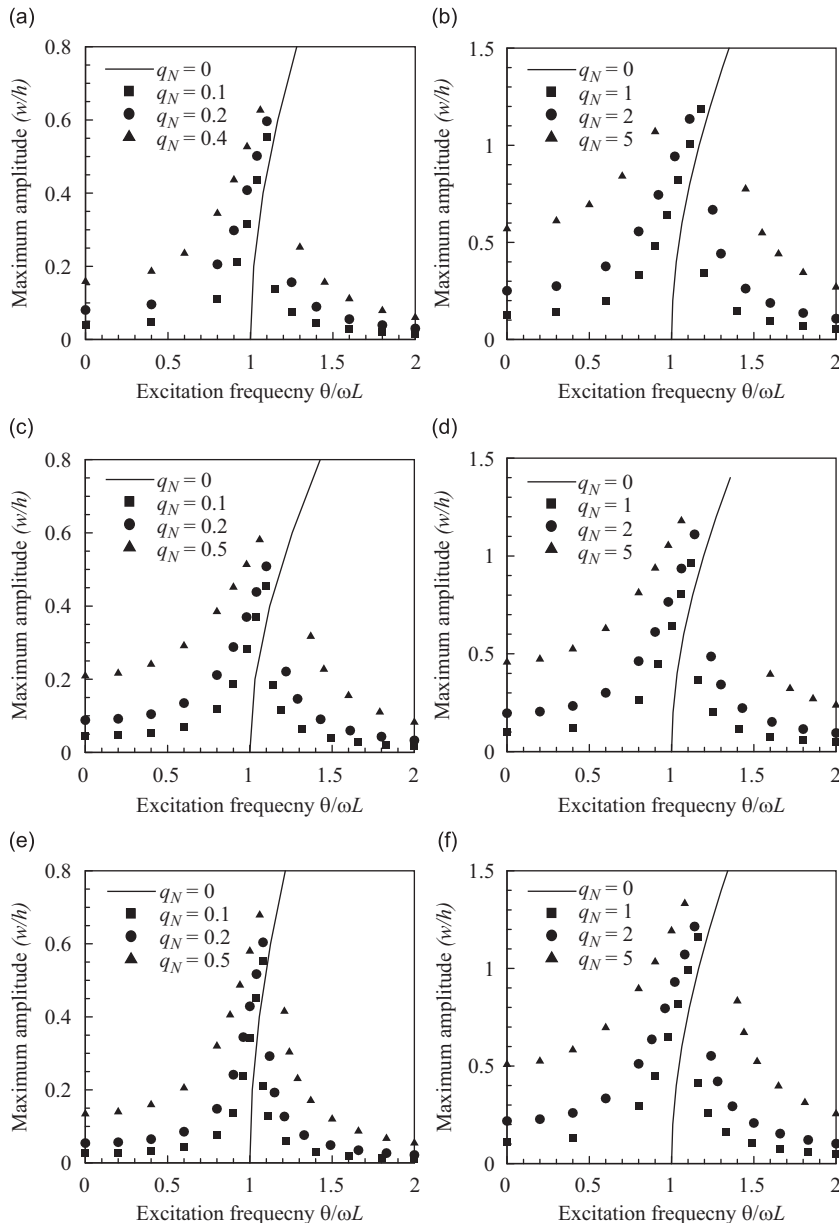 (a)
0.8
0.6
0.4
0.2
0
Maximum amplitude (w/h)
q_N = 0
q_N = 0.1
q_N = 0.2
q_N = 0.4
0 0.5 1 1.5 2
Excitation frequecny θ/ωL
(b)
1.5
1
0.5
0
Maximum amplitude (w/h)
q_N = 0
q_N = 1
q_N = 2
q_N = 5
0 0.5 1 1.5 2
Excitation frequecny θ/ωL
(c)
0.8
0.6
0.4
0.2
0
Maximum amplitude (w/h)
q_N = 0
q_N = 0.1
q_N = 0.2
q_N = 0.5
0 0.5 1 1.5 2
Excitation frequecny θ/ωL
(d)
1.5
1
0.5
0
Maximum amplitude (w/h)
q_N = 0
q_N = 1
q_N = 2
q_N = 5
0 0.5 1 1.5 2
Excitation frequecny θ/ωL
(e)
0.8
0.6
0.4
0.2
0
Maximum amplitude (w/h)
q_N = 0
q_N = 0.1
q_N = 0.2
q_N = 0.5
0 0.5 1 1.5 2
Excitation frequecny θ/ωL
(f)
1.5
1
0.5
0
Maximum amplitude (w/h)
q_N = 0
q_N = 1
q_N = 2
q_N = 5
0 0.5 1 1.5 2
Excitation frequecny θ/ωL